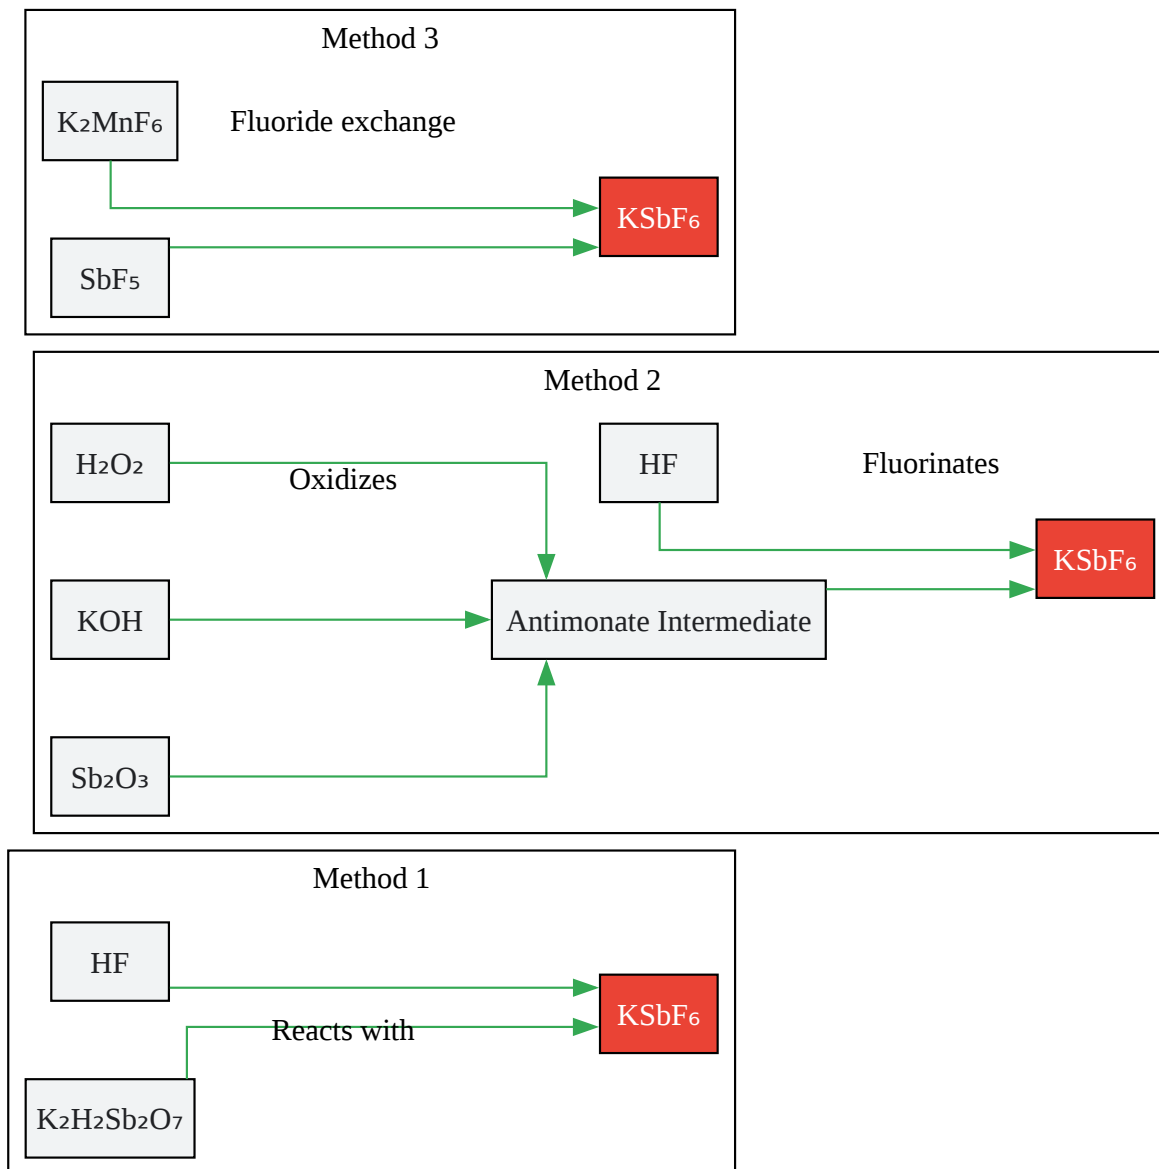 Method 3
K₂MnF₆
Fluoride exchange
KSbF₆
SbF₅
Method 2
H₂O₂
Oxidizes
HF
Fluorinates
KSbF₆
KOH
Antimonate Intermediate
Sb₂O₃
Method 1
HF
KSbF₆
Reacts with
K₂H₂Sb₂O₇